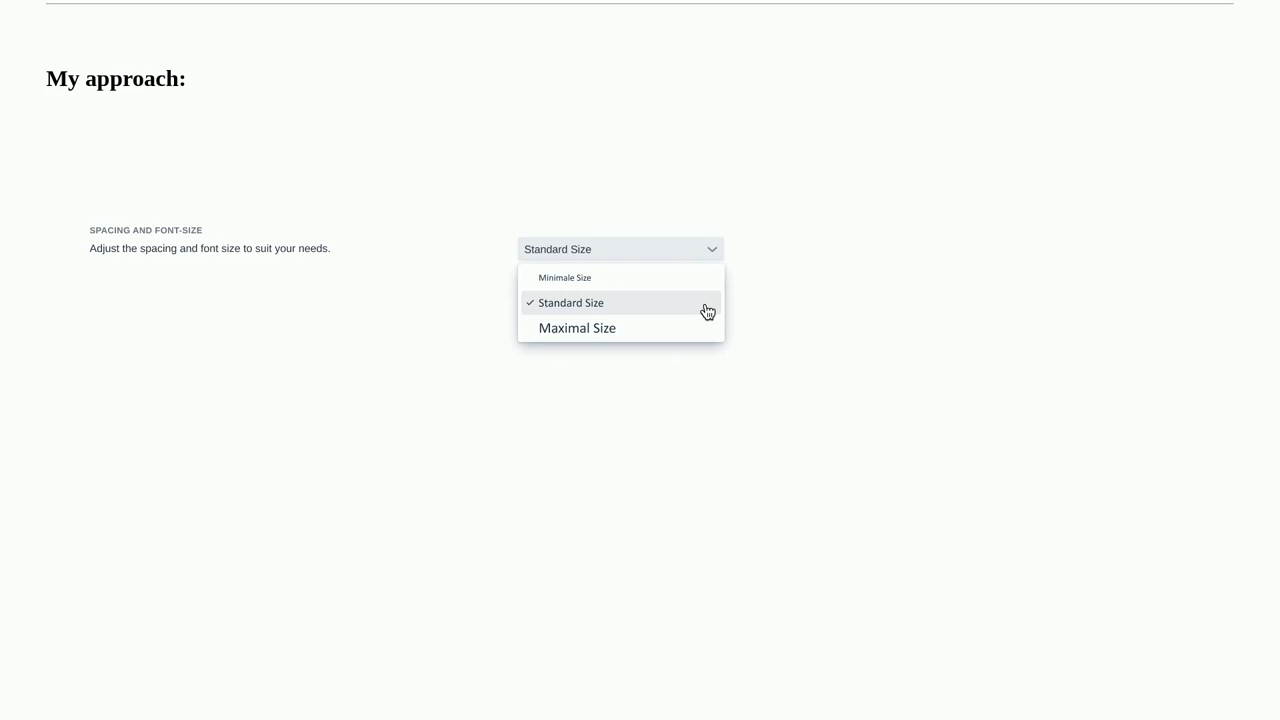 My approach:
SPACING AND FONT-SIZE
Adjust the spacing and font size to suit your needs.
Standard Size
Minimale Size
Standard Size
Maximal Size